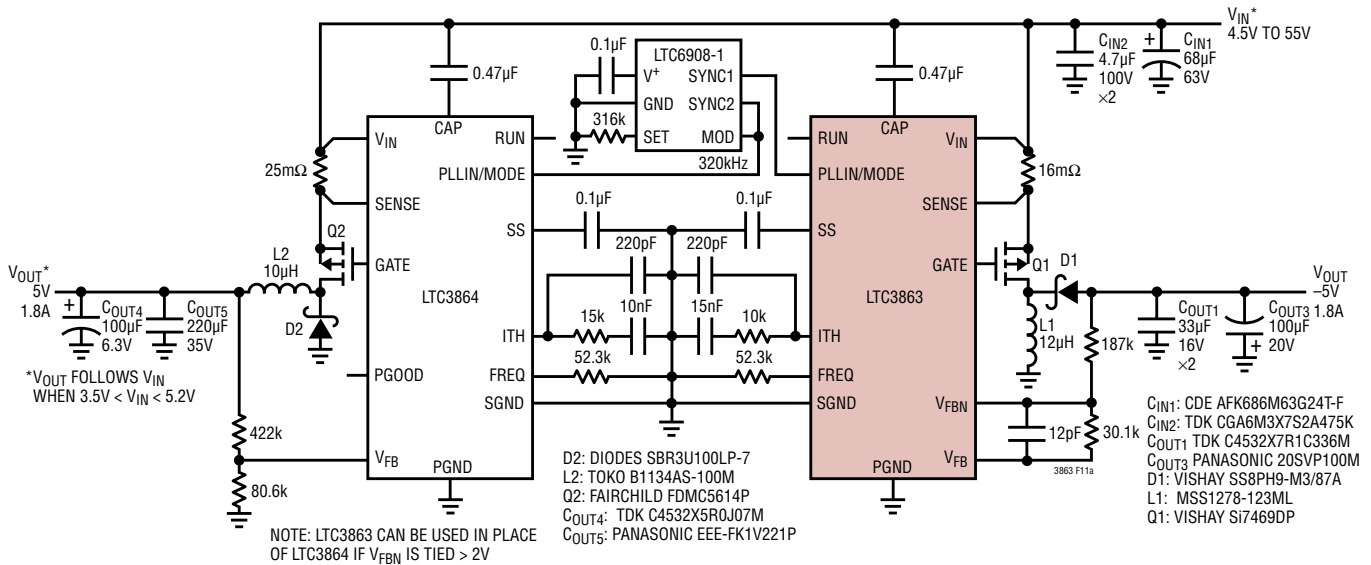 VIN*
4.5V TO 55V
CIN2
4.7µF
100V
×2
+
CIN1
68µF
63V
0.47µF
0.1µF
LTC6908-1
V+
SYNC1
GND
SYNC2
316k
SET
MOD
320kHz
0.47µF
CAP
VIN
RUN
25mΩ
PLLIN/MODE
SENSE
0.1µF
SS
Q2
GATE
220pF
L2
10µH
LTC3864
10nF
15k
D2
ITH
52.3k
FREQ
PGOOD
SGND
VOUT*
5V
1.8A
+
COUT4
100µF
6.3V
COUT5
220µF
35V
*VOUT FOLLOWS VIN
WHEN 3.5V < VIN < 5.2V
422k
VFB
PGND
80.6k
CAP
RUN
VIN
16mΩ
PLLIN/MODE
SENSE
0.1µF
SS
220pF
GATE
Q1
D1
LTC3863
15nF
10k
ITH
L1
12µH
52.3k
FREQ
SGND
VFBN
187k
12pF
30.1k
VFB
PGND
3863 F11a
VOUT
–5V
1.8A
COUT1
33µF
16V
×2
COUT3
100µF
20V
+
NOTE: LTC3863 CAN BE USED IN PLACE
OF LTC3864 IF VFBN IS TIED > 2V
D2: DIODES SBR3U100LP-7
L2: TOKO B1134AS-100M
Q2: FAIRCHILD FDMC5614P
COUT4: TDK C4532X5R0J07M
COUT5: PANASONIC EEE-FK1V221P
CIN1: CDE AFK686M63G24T-F
CIN2: TDK CGA6M3X7S2A475K
COUT1 TDK C4532X7R1C336M
COUT3 PANASONIC 20SVP100M
D1: VISHAY SS8PH9-M3/87A
L1: MSS1278-123ML
Q1: VISHAY Si7469DP